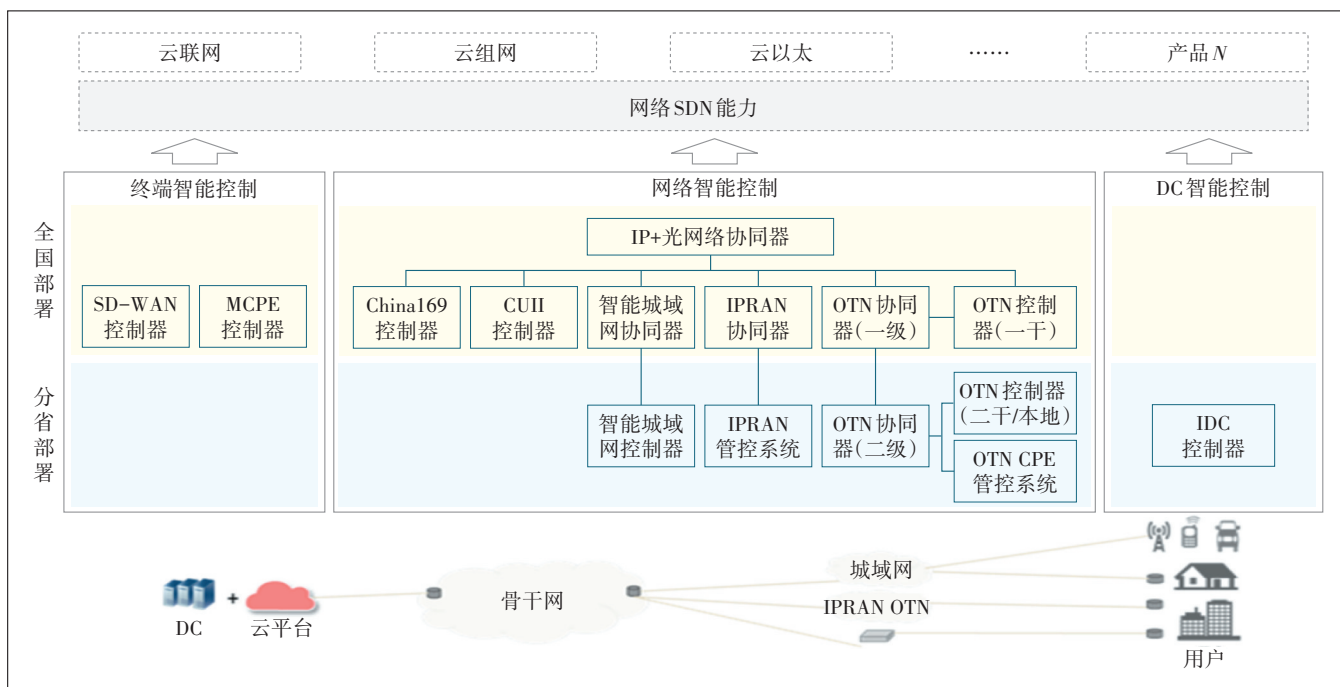 云联网
云组网
云以太
……
产品N
网络SDN能力
终端智能控制
网络智能控制
DC智能控制
全国部署
IP+光网络协同器
SD-WAN
控制器
MCPE
控制器
China169
控制器
CUII
控制器
智能城域
网协同器
IPRAN
协同器
OTN协同
器(一级)
OTN控制
器(一干)
分省部署
智能城域
网控制器
IPRAN
管控系统
OTN协同
器(二级)
OTN控制器
(二干/本地)
OTN CPE
管控系统
IDC
控制器
DC
+
云平台
骨干网
城域网
IPRAN OTN
用户